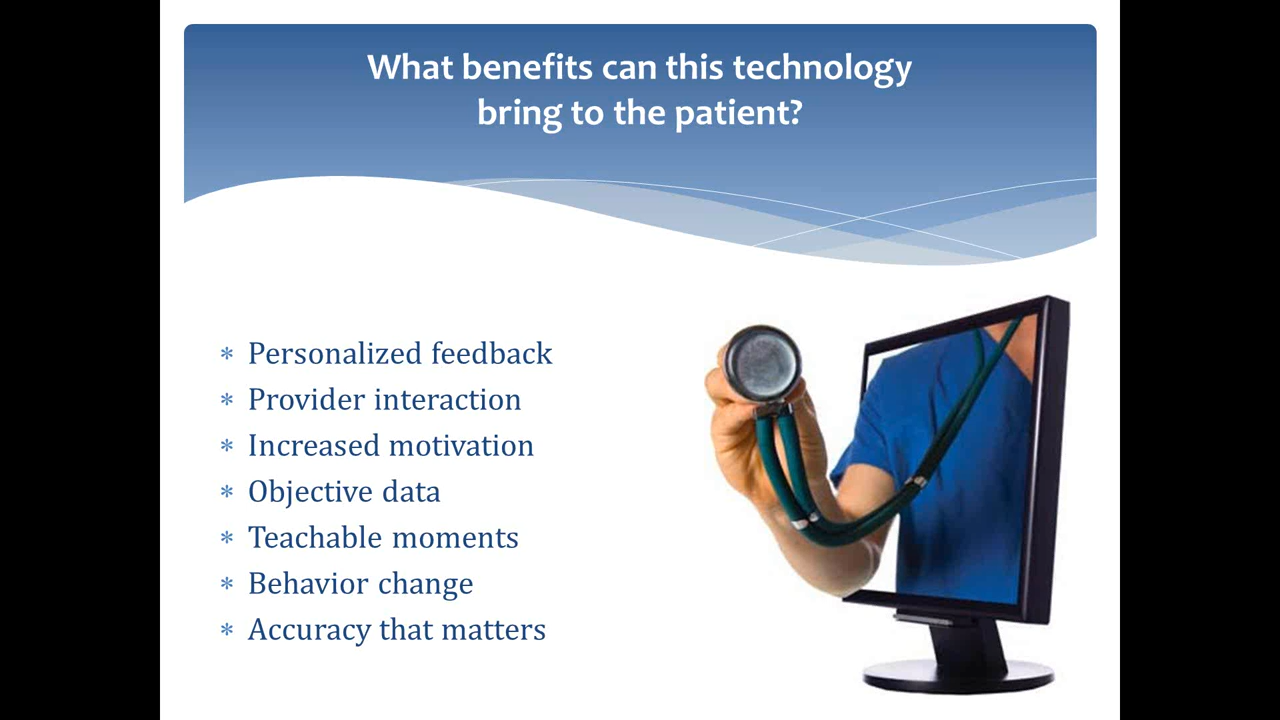 What benefits can this technology
bring to the patient?
* Personalized feedback
* Provider interaction
* Increased motivation
* Objective data
* Teachable moments
* Behavior change
* Accuracy that matters